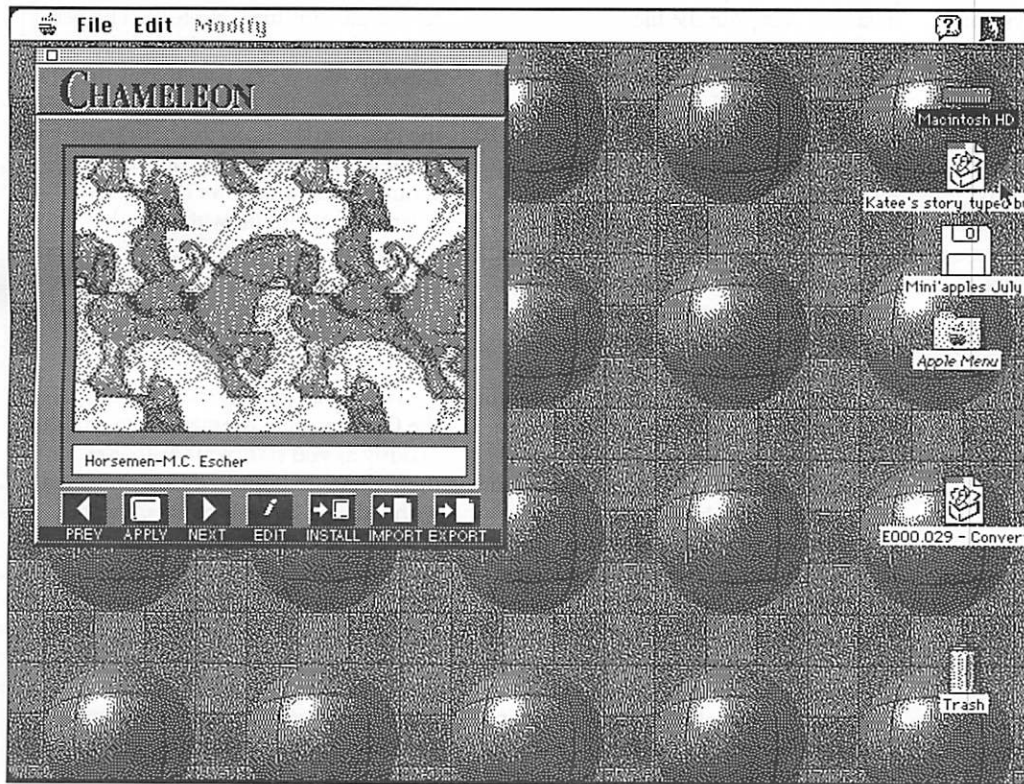 File Edit Modify
CHAMELEON
Horsemen-M.C. Escher
PREV APPLY NEXT EDIT INSTALL IMPORT EXPORT
Macintosh HD
Katee's story typed b
Mini'apples July
Apple Menu
E000.029 - Convert
Trash